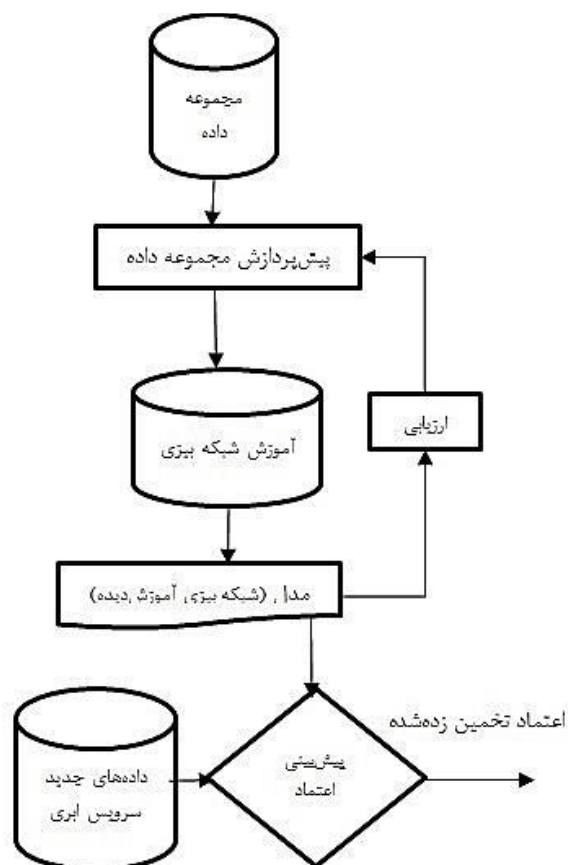 مجموعه
داده
پیش‌پردازش مجموعه داده
آموزش شبکه بیزی
ارزیابی
مدل (شبکه بیزی آموزش‌دیده)
اعتماد تخمین زده‌شده
پیش‌بینی
اعتماد
داده‌های جدید
سرویس ابری